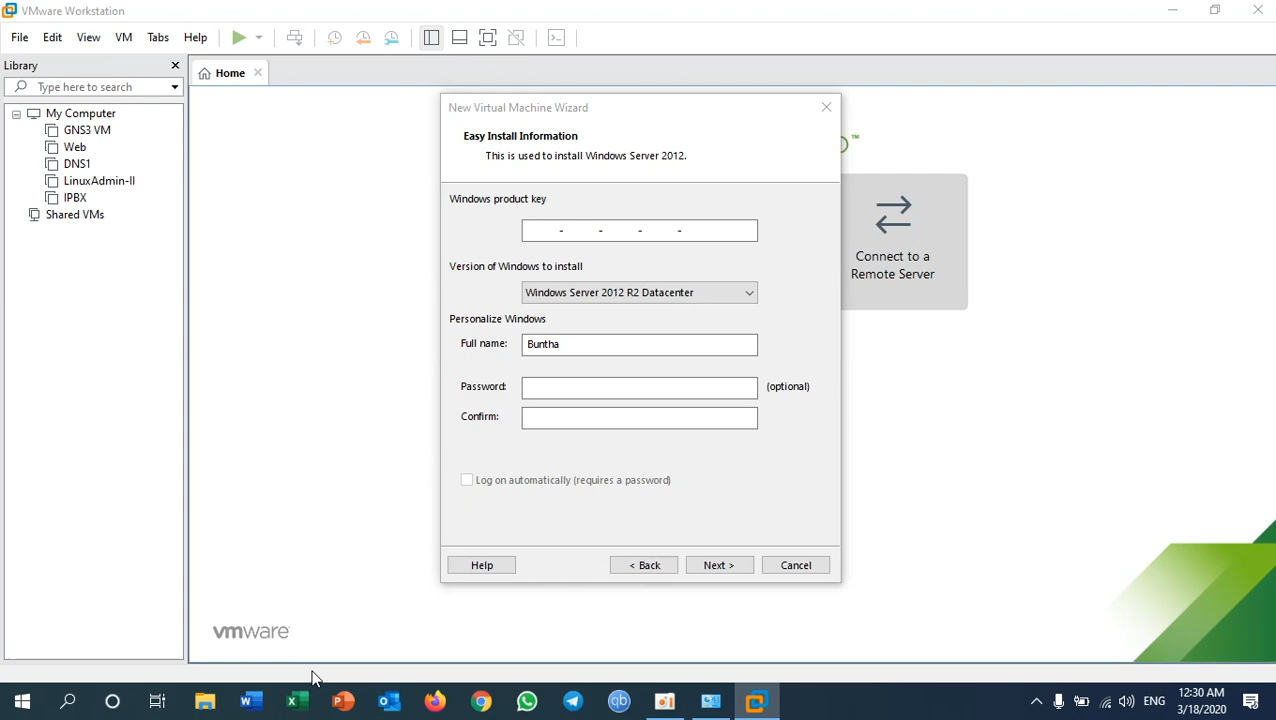 VMware Workstation
File Edit View VM Tabs Help
Library
Type here to search
Home
My Computer
GNS3 VM
Web
DNS1
LinuxAdmin-II
IPBX
Shared VMs
New Virtual Machine Wizard
Easy Install Information
This is used to install Windows Server 2012.
Windows product key
- - - -
Version of Windows to install
Windows Server 2012 R2 Datacenter
Personalize Windows
Full name: Buntha
Password: (optional)
Confirm:
Log on automatically (requires a password)
Help < Back Next > Cancel
™
Connect to a
Remote Server
vmware
ENG
12:30 AM
3/18/2020